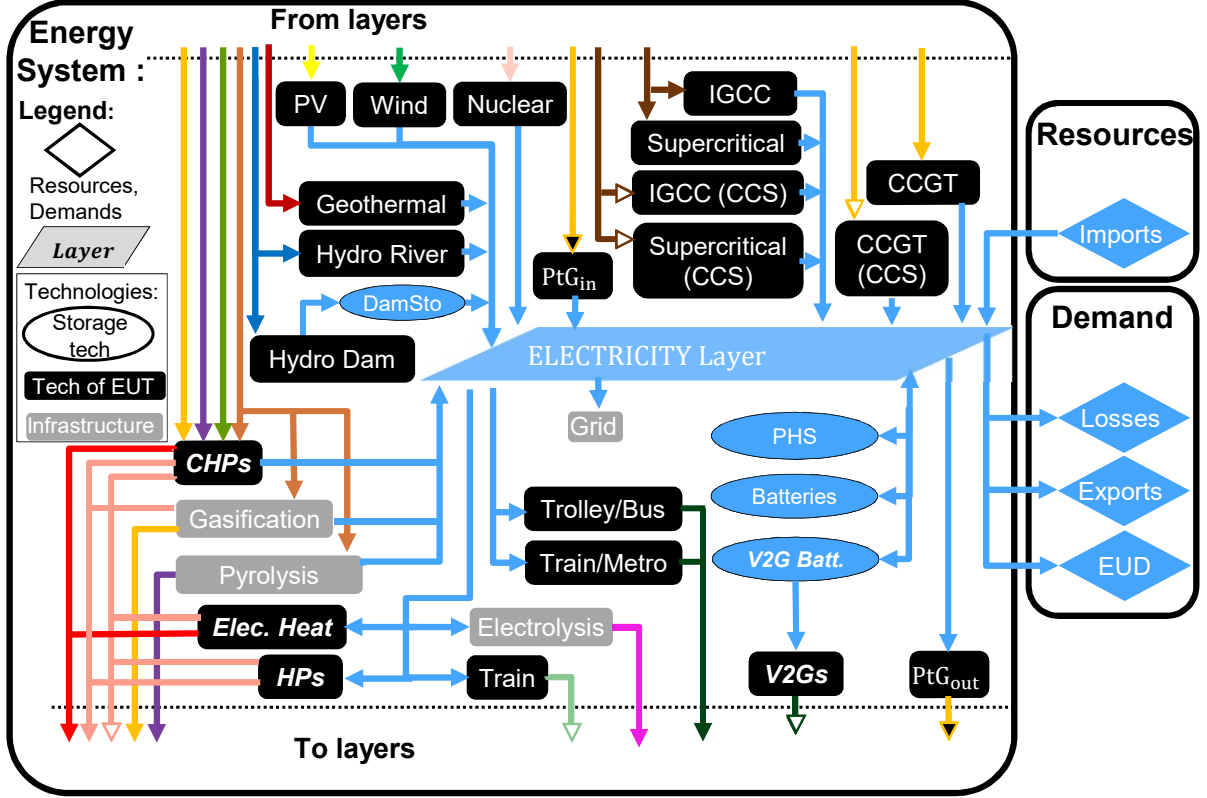 From layers
Energy
System :
Legend:
Resources,
Demands
Layer
Technologies:
Storage
tech
Tech of EUT
Infrastructure
PV
Wind
Nuclear
IGCC
Supercritical
IGCC (CCS)
Supercritical
(CCS)
CCGT
CCGT
(CCS)
Geothermal
Hydro River
DamSto
Hydro Dam
PtGin
ELECTRICITY Layer
Grid
CHPs
Gasification
Pyrolysis
Elec. Heat
HPs
Electrolysis
Train
Trolley/Bus
Train/Metro
PHS
Batteries
V2G Batt.
V2Gs
PtGout
To layers
Resources
Imports
Demand
Losses
Exports
EUD